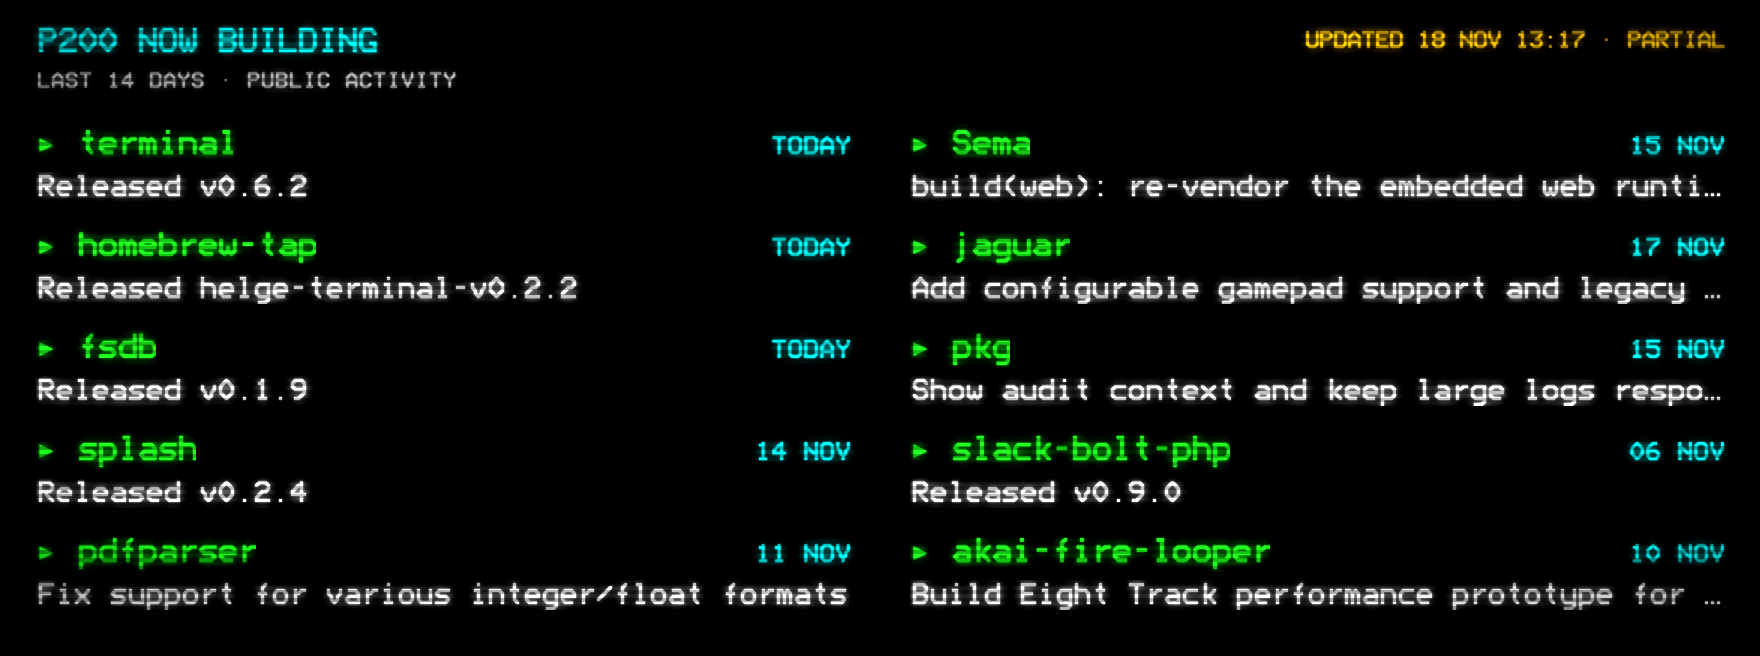 P200 NOW BUILDING
UPDATED 18 NOV 13:17 · PARTIAL
LAST 14 DAYS · PUBLIC ACTIVITY
► terminal TODAY
Released v0.6.2
► homebrew-tap TODAY
Released helge-terminal-v0.2.2
► fsdb TODAY
Released v0.1.9
► splash 14 NOV
Released v0.2.4
► pdfparser 11 NOV
Fix support for various integer/float formats
► Sema 15 NOV
build(web): re-vendor the embedded web runti…
► jaguar 17 NOV
Add configurable gamepad support and legacy …
► pkg 15 NOV
Show audit context and keep large logs respo…
► slack-bolt-php 06 NOV
Released v0.9.0
► akai-fire-looper 10 NOV
Build Eight Track performance prototype for …